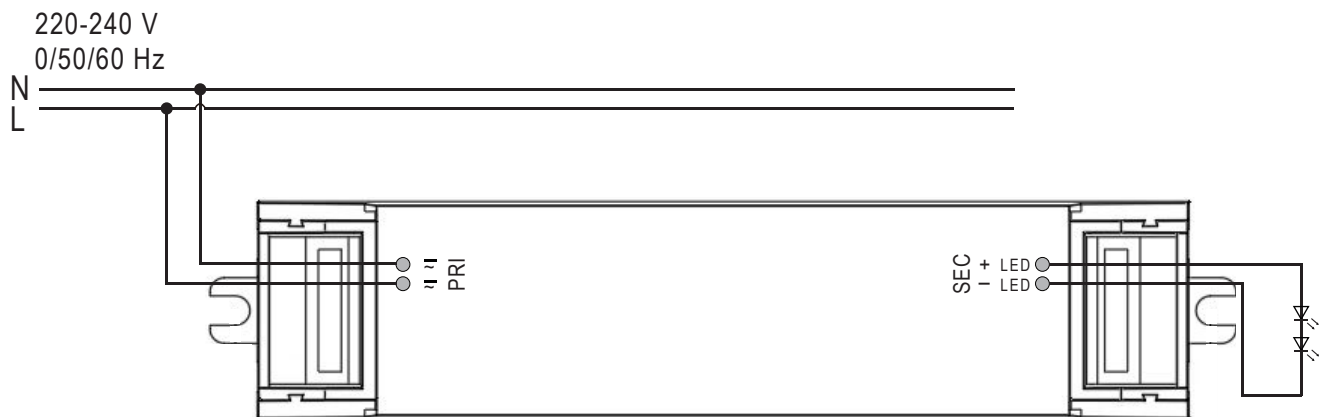 220-240 V
0/50/60 Hz
N
L
PRI
SEC
+ LED
− LED